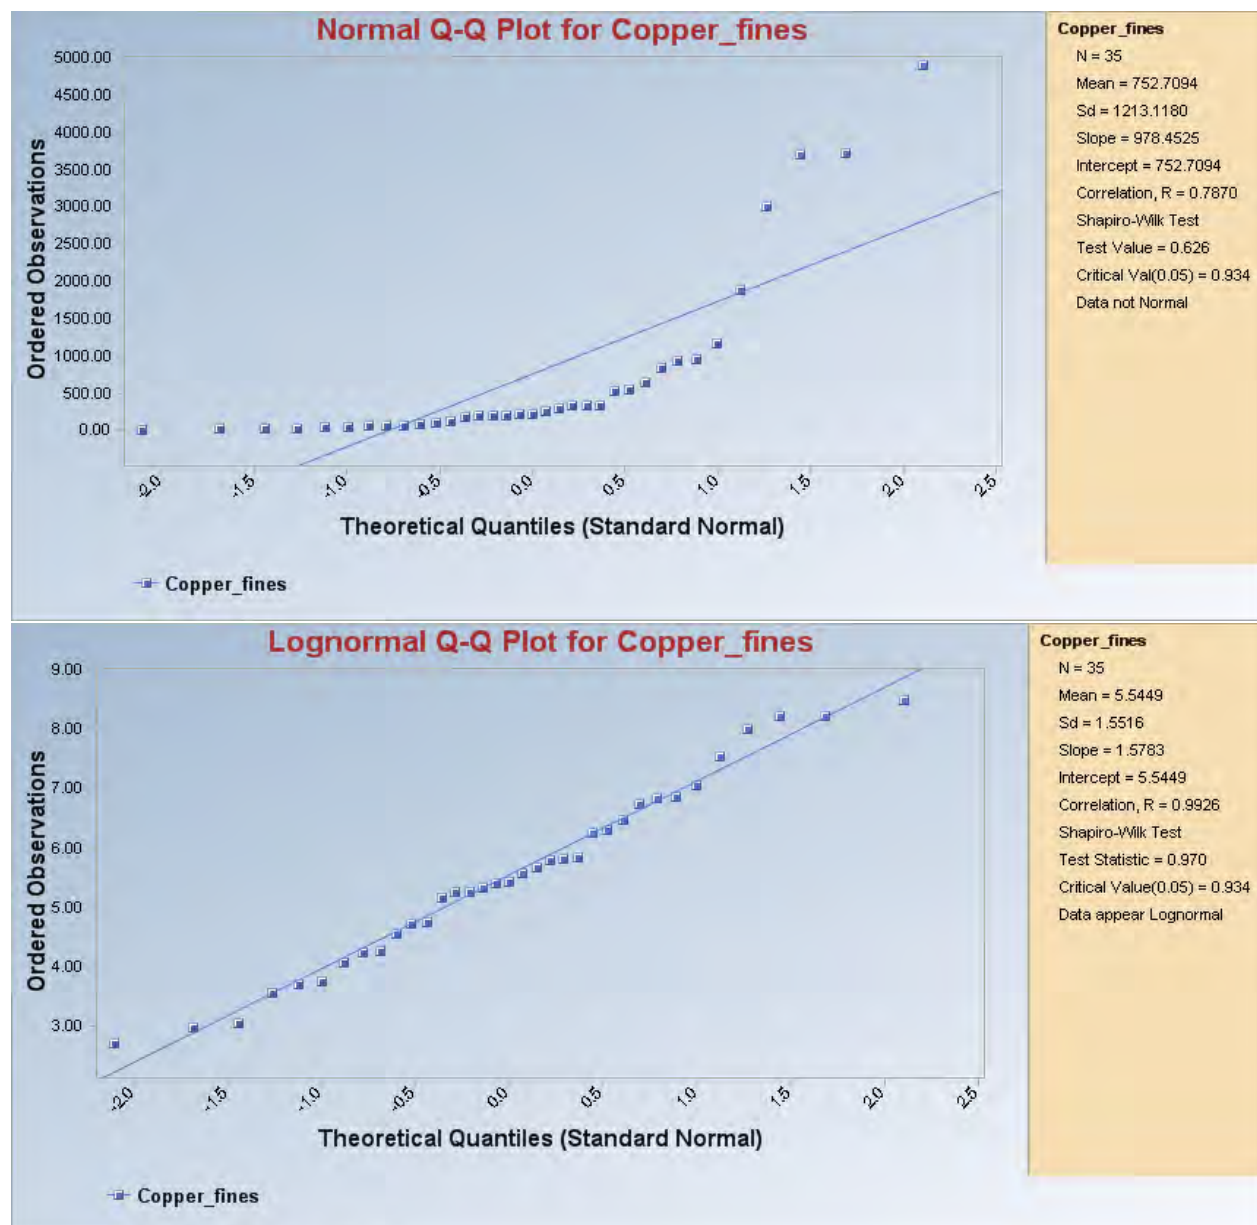 Normal Q-Q Plot for Copper_fines
Ordered Observations
5000.00
4500.00
4000.00
3500.00
3000.00
2500.00
2000.00
1500.00
1000.00
500.00
0.00
-2.0
-1.5
-1.0
-0.5
0.0
0.5
1.0
1.5
2.0
2.5
Theoretical Quantiles (Standard Normal)
Copper_fines
Copper_fines
N = 35
Mean = 752.7094
Sd = 1213.1180
Slope = 978.4525
Intercept = 752.7094
Correlation, R = 0.7870
Shapiro-Wilk Test
Test Value = 0.626
Critical Val(0.05) = 0.934
Data not Normal
Lognormal Q-Q Plot for Copper_fines
Ordered Observations
9.00
8.00
7.00
6.00
5.00
4.00
3.00
-2.0
-1.5
-1.0
-0.5
0.0
0.5
1.0
1.5
2.0
2.5
Theoretical Quantiles (Standard Normal)
Copper_fines
Copper_fines
N = 35
Mean = 5.5449
Sd = 1.5516
Slope = 1.5783
Intercept = 5.5449
Correlation, R = 0.9926
Shapiro-Wilk Test
Test Statistic = 0.970
Critical Value(0.05) = 0.934
Data appear Lognormal